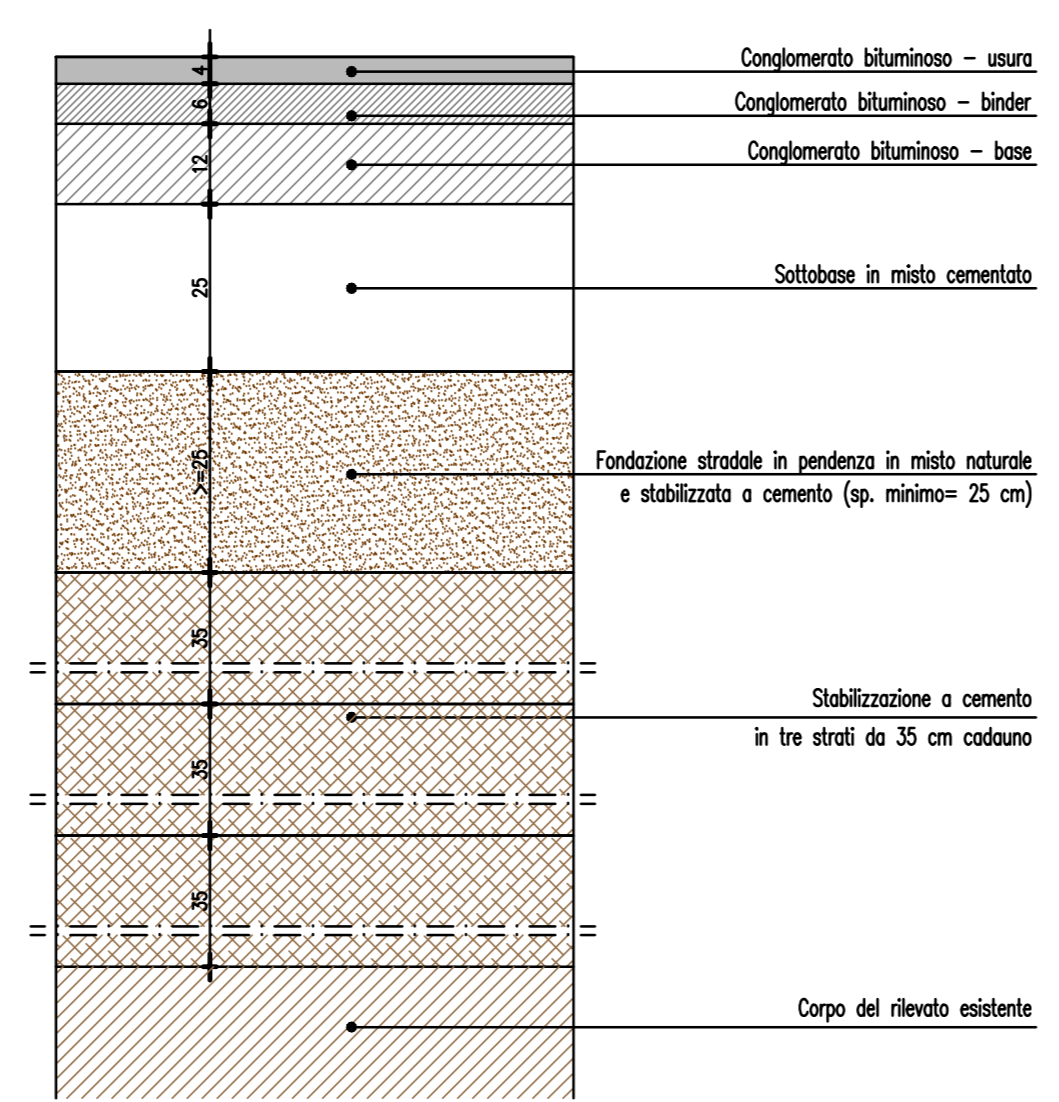 4
Conglomerato bituminoso – usura
6
Conglomerato bituminoso – binder
12
Conglomerato bituminoso – base
25
Sottobase in misto cementato
>=25
Fondazione stradale in pendenza in misto naturale
e stabilizzata a cemento (sp. minimo= 25 cm)
35
35
Stabilizzazione a cemento
in tre strati da 35 cm cadauno
35
Corpo del rilevato esistente